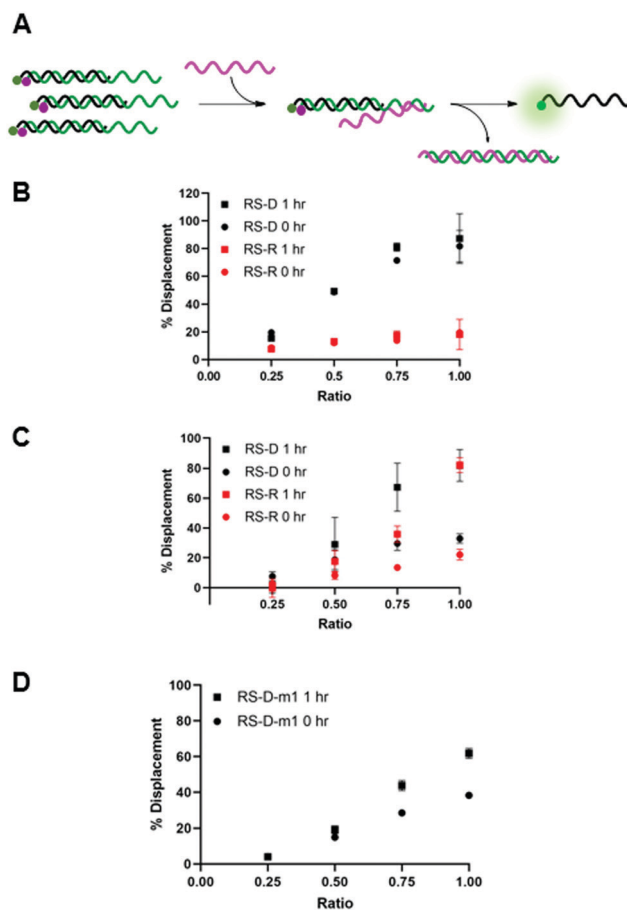 A
B
120
100
80
60
40
20
0
% Displacement
RS-D 1 hr
RS-D 0 hr
RS-R 1 hr
RS-R 0 hr
0.00 0.25 0.5 0.75 1.00
Ratio
C
100
80
60
40
20
0
% Displacement
RS-D 1 hr
RS-D 0 hr
RS-R 1 hr
RS-R 0 hr
0.25 0.50 0.75 1.00
Ratio
D
100
80
60
40
20
0
% Displacement
RS-D-m1 1 hr
RS-D-m1 0 hr
0.00 0.25 0.50 0.75 1.00
Ratio